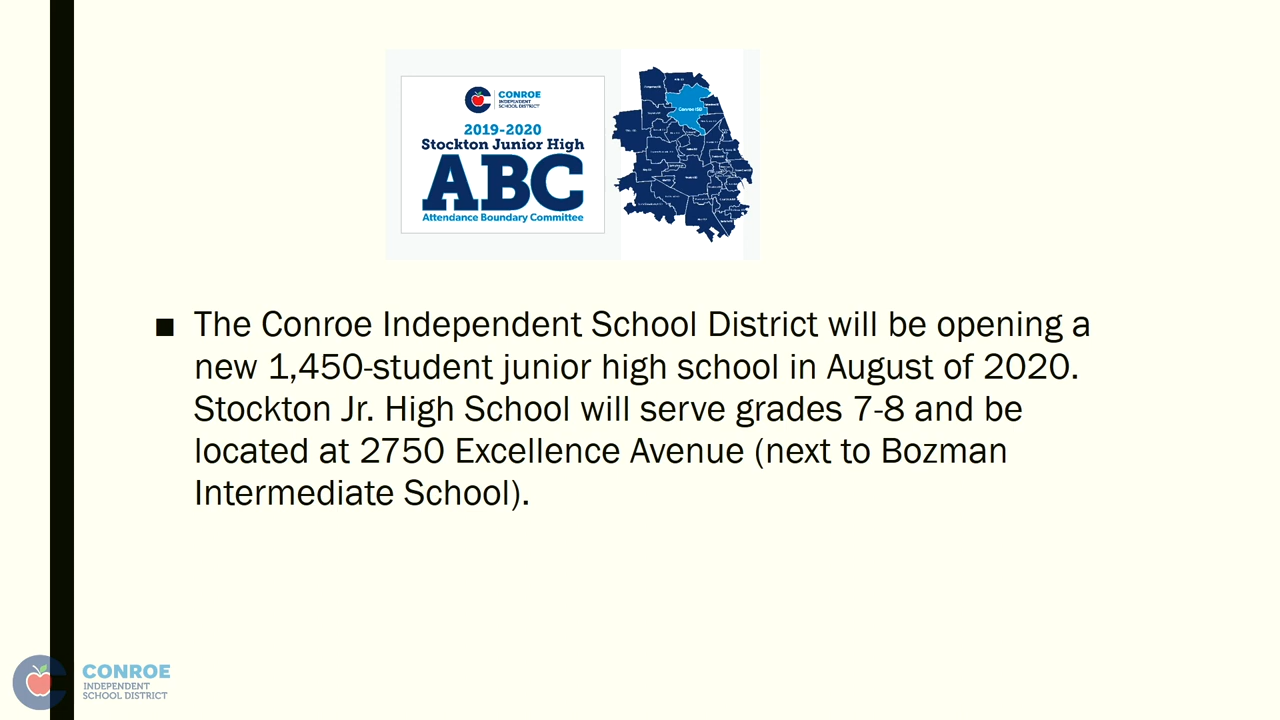 CONROE
INDEPENDENT
SCHOOL DISTRICT
2019-2020
Stockton Junior High
ABC
Attendance Boundary Committee
Conroe ISD
■ The Conroe Independent School District will be opening a
new 1,450-student junior high school in August of 2020.
Stockton Jr. High School will serve grades 7-8 and be
located at 2750 Excellence Avenue (next to Bozman
Intermediate School).
CONROE
INDEPENDENT
SCHOOL DISTRICT